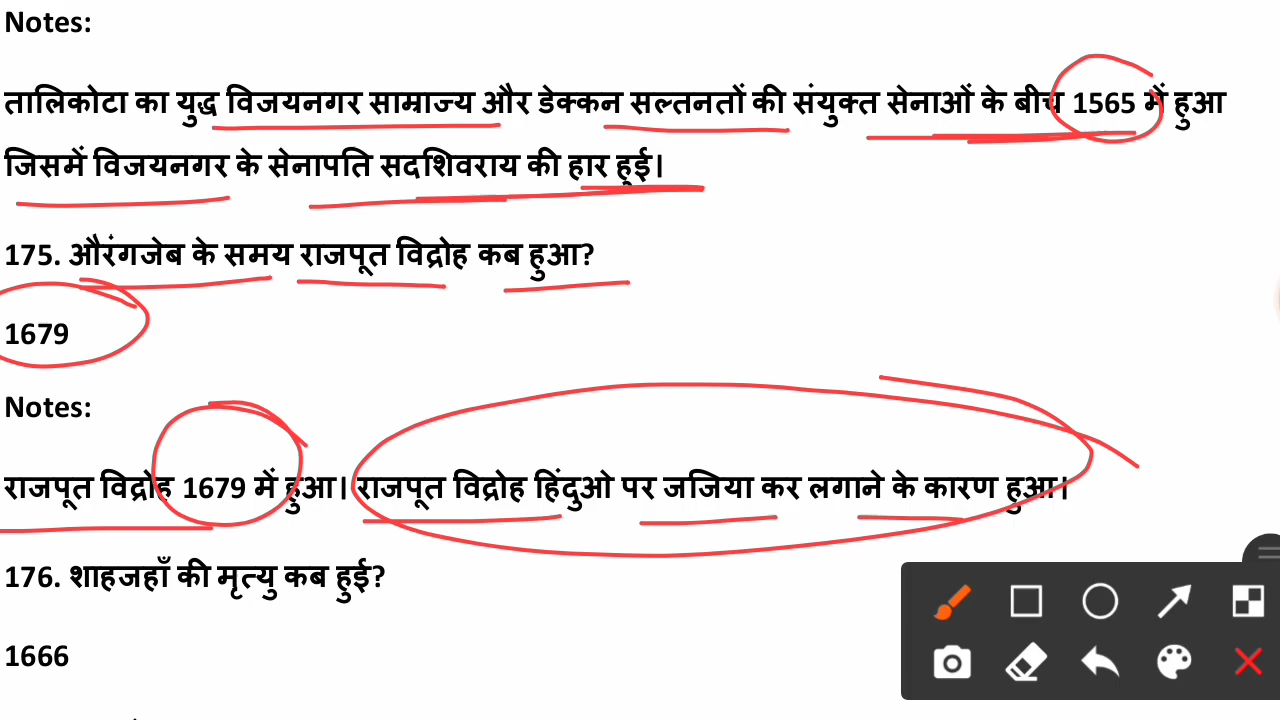 Notes:
तालिकोटा का युद्ध विजयनगर साम्राज्य और डेक्कन सल्तनतों की संयुक्त सेनाओं के बीच 1565 में हुआ
जिसमें विजयनगर के सेनापति सदशिवराय की हार हुई।
175. औरंगजेब के समय राजपूत विद्रोह कब हुआ?
1679
Notes:
राजपूत विद्रोह 1679 में हुआ। राजपूत विद्रोह हिंदुओ पर जजिया कर लगाने के कारण हुआ।
176. शाहजहाँ की मृत्यु कब हुई?
1666